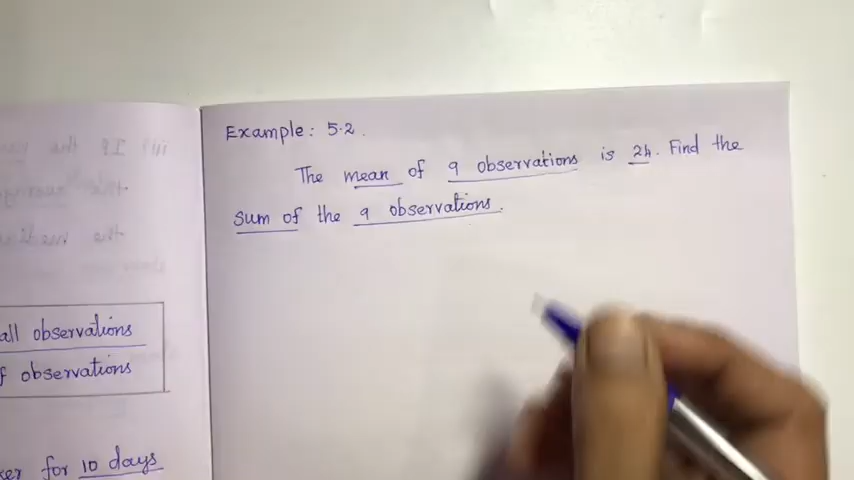 Example: 5.2.
The mean of 9 observations is 24. Find the
sum of the 9 observations.
all observations
observations
for 10 days